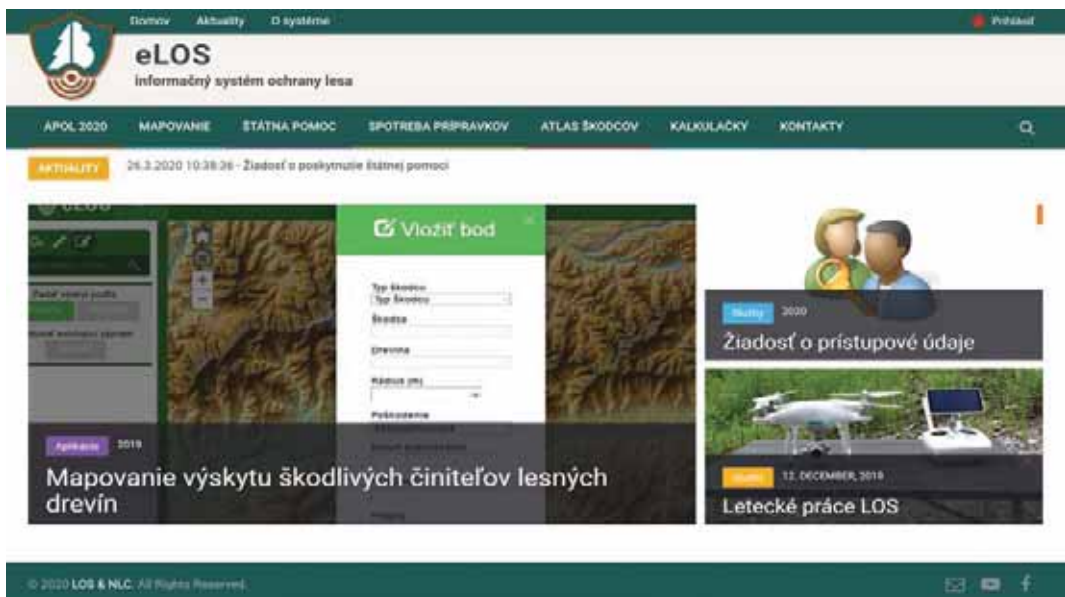 Domov Aktuality O systéme Prihlásiť
eLOS
informačný systém ochrany lesa
APOL 2020 MAPOVANIE ŠTÁTNA POMOC SPOTREBA PRÍPRAVKOV ATLAS ŠKODCOV KALKULAČKY KONTAKTY
AKTUALITY 26.3.2020 10:38:36 - Žiadosť o poskytnutie štátnej pomoci
eLOS
Vložiť bod
Typ škodcu
Typ škodcu
Škodca
Drevina
Rádius (m)
Poškodenie
Aplikácie 2019
Mapovanie výskytu škodlivých činiteľov lesných
drevín
Služby 2020
Žiadosť o prístupové údaje
Služby 12. DECEMBER, 2019
Letecké práce LOS
© 2020 LOS & NLC. All Rights Reserved.